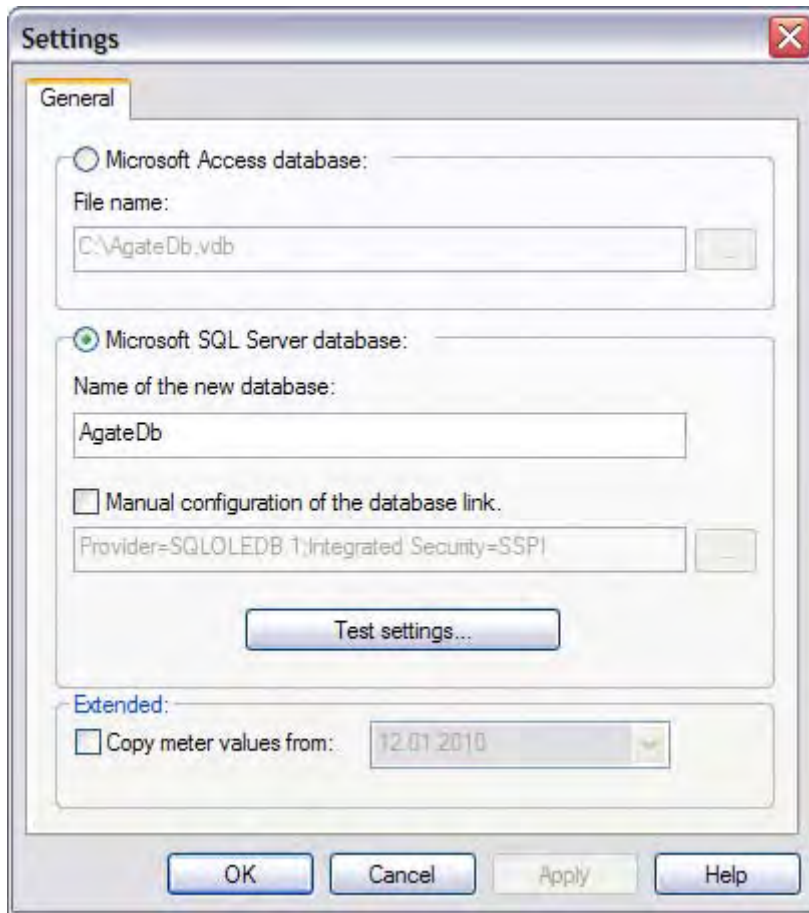 Settings
General
Microsoft Access database:
File name:
C:\AgateDb.vdb
...
Microsoft SQL Server database:
Name of the new database:
AgateDb
Manual configuration of the database link.
Provider=SQLOLEDB.1;Integrated Security=SSPI
...
Test settings...
Extended:
Copy meter values from: 12.01.2010
OK Cancel Apply Help